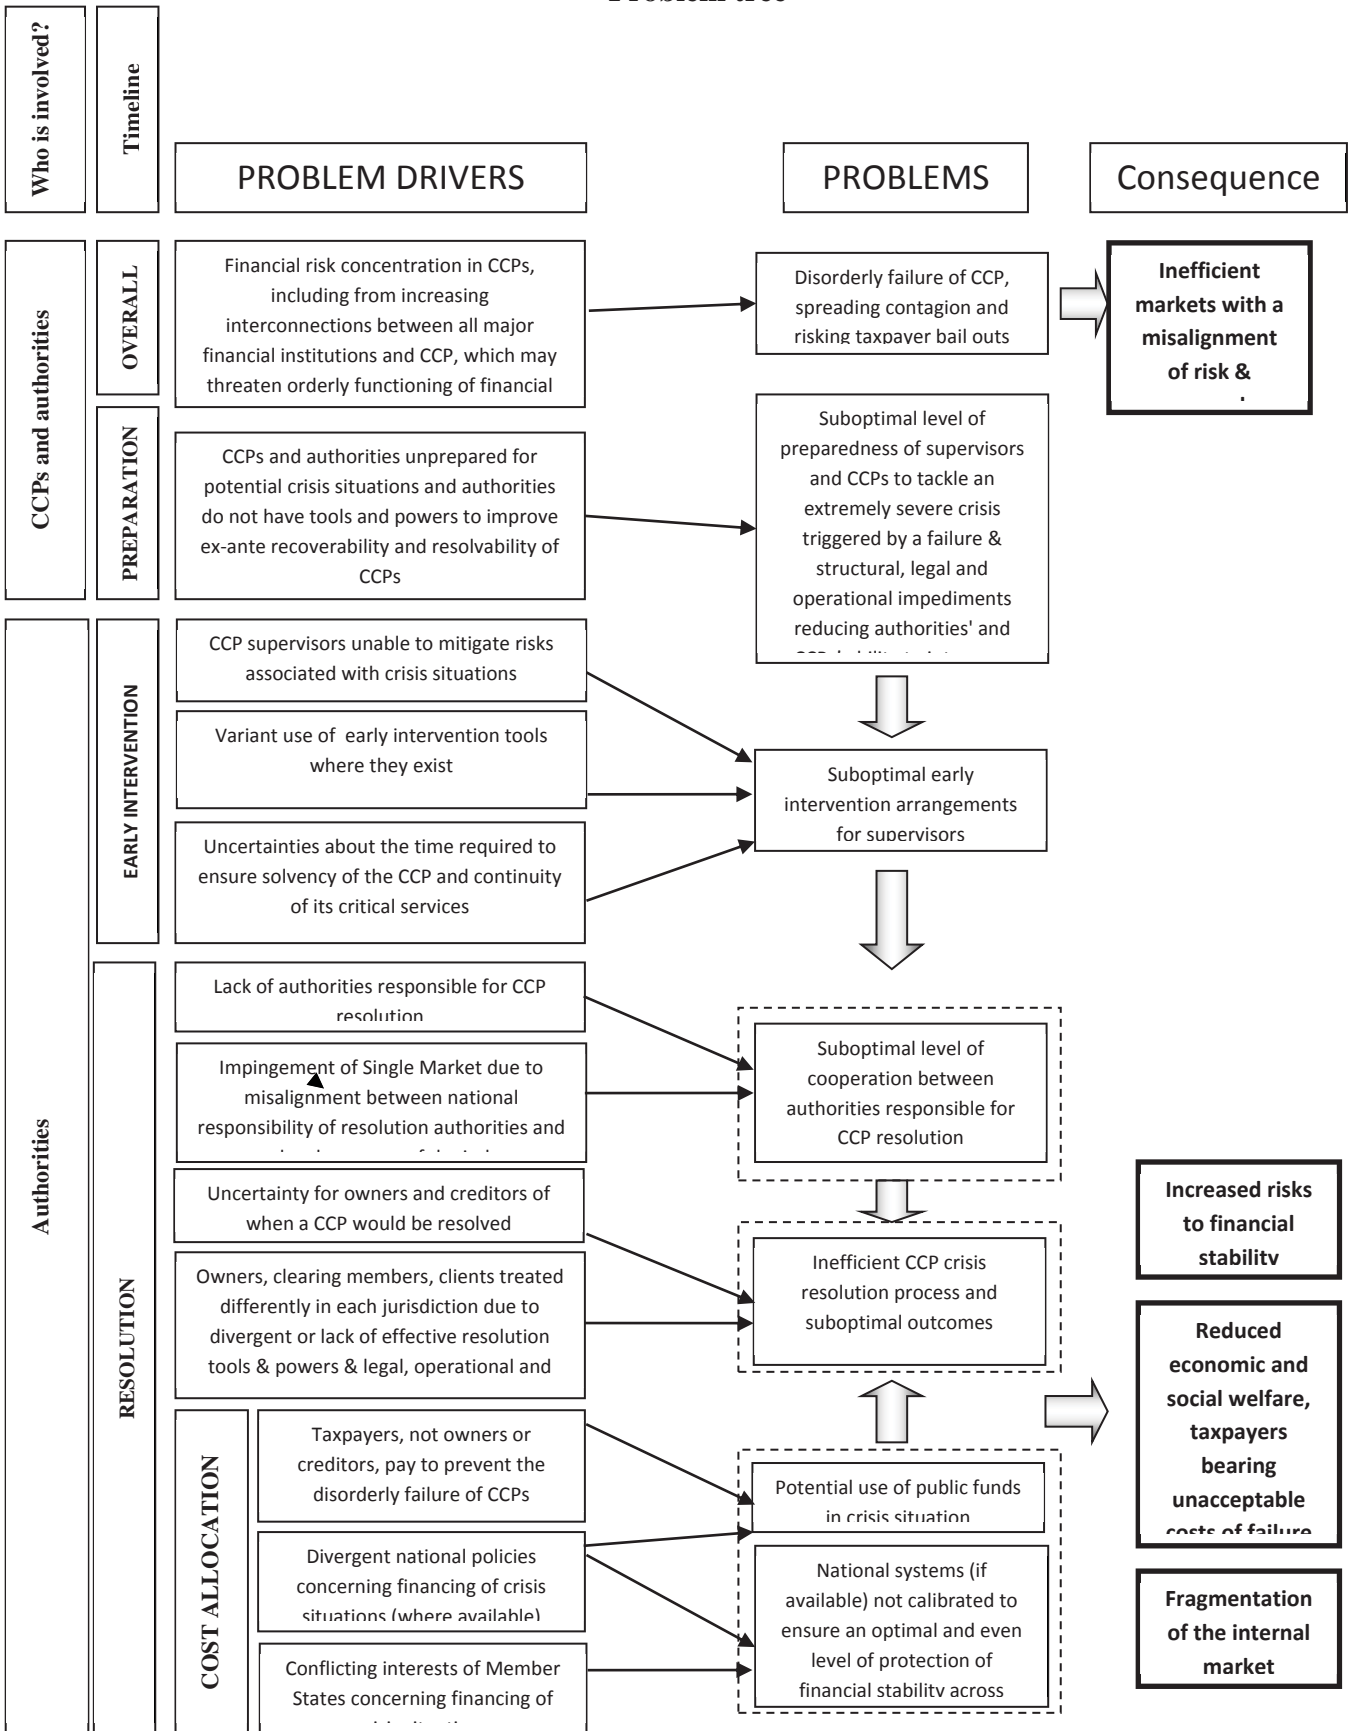 Problem tree
Who is involved?
Timeline
PROBLEM DRIVERS
PROBLEMS
Consequence
CCPs and authorities
OVERALL
Financial risk concentration in CCPs,
including from increasing
interconnections between all major
financial institutions and CCP, which may
threaten orderly functioning of financial
Disorderly failure of CCP,
spreading contagion and
risking taxpayer bail outs
Inefficient
markets with a
misalignment
of risk &
PREPARATION
CCPs and authorities unprepared for
potential crisis situations and authorities
do not have tools and powers to improve
ex-ante recoverability and resolvability of
CCPs
Suboptimal level of
preparedness of supervisors
and CCPs to tackle an
extremely severe crisis
triggered by a failure &
structural, legal and
operational impediments
reducing authorities' and
Authorities
EARLY INTERVENTION
CCP supervisors unable to mitigate risks
associated with crisis situations
Variant use of early intervention tools
where they exist
Uncertainties about the time required to
ensure solvency of the CCP and continuity
of its critical services
Suboptimal early
intervention arrangements
for supervisors
RESOLUTION
Lack of authorities responsible for CCP
resolution
Impingement of Single Market due to
misalignment between national
responsibility of resolution authorities and
Suboptimal level of
cooperation between
authorities responsible for
CCP resolution
Uncertainty for owners and creditors of
when a CCP would be resolved
Owners, clearing members, clients treated
differently in each jurisdiction due to
divergent or lack of effective resolution
tools & powers & legal, operational and
Inefficient CCP crisis
resolution process and
suboptimal outcomes
Increased risks
to financial
stability
Reduced
economic and
social welfare,
taxpayers
bearing
unacceptable
costs of failure
Fragmentation
of the internal
market
COST ALLOCATION
Taxpayers, not owners or
creditors, pay to prevent the
disorderly failure of CCPs
Divergent national policies
concerning financing of crisis
situations (where available)
Conflicting interests of Member
States concerning financing of
Potential use of public funds
in crisis situation
National systems (if
available) not calibrated to
ensure an optimal and even
level of protection of
financial stability across